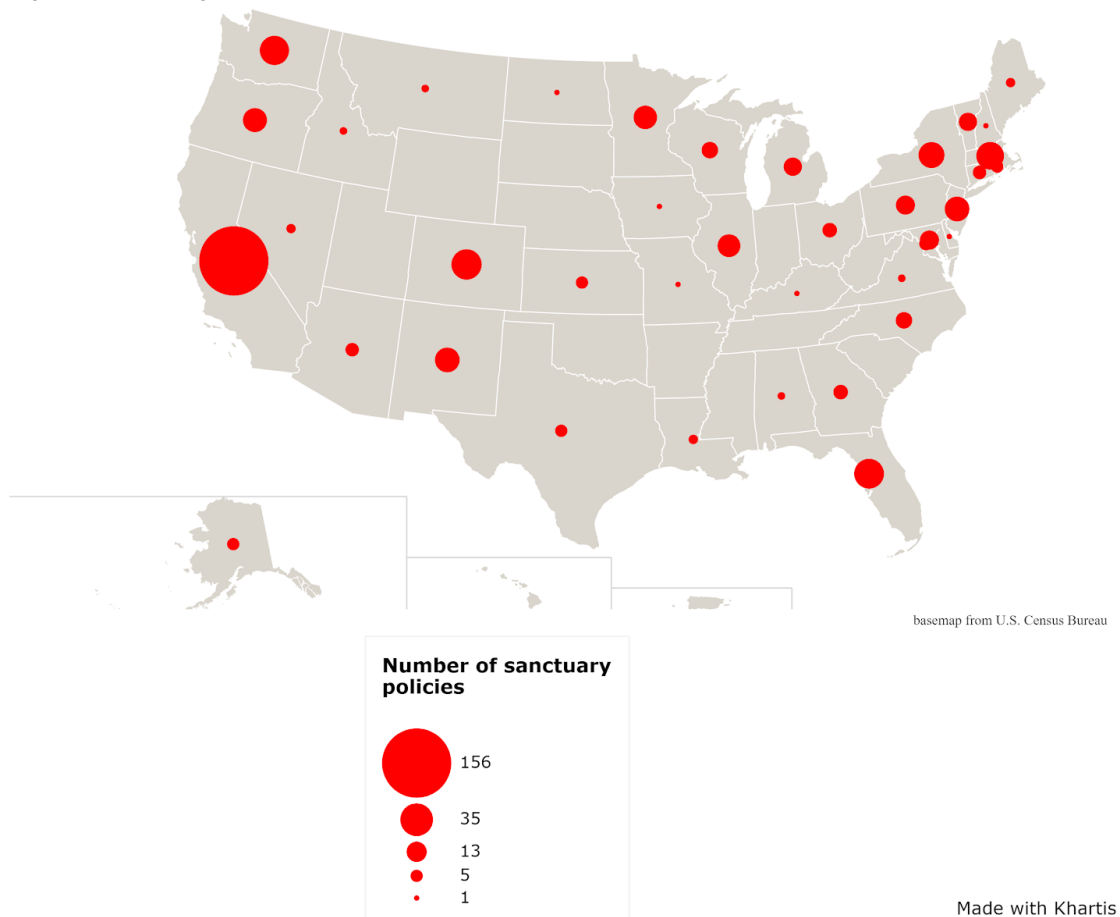 basemap from U.S. Census Bureau
Number of sanctuary
policies
156
35
13
5
1
Made with Khartis